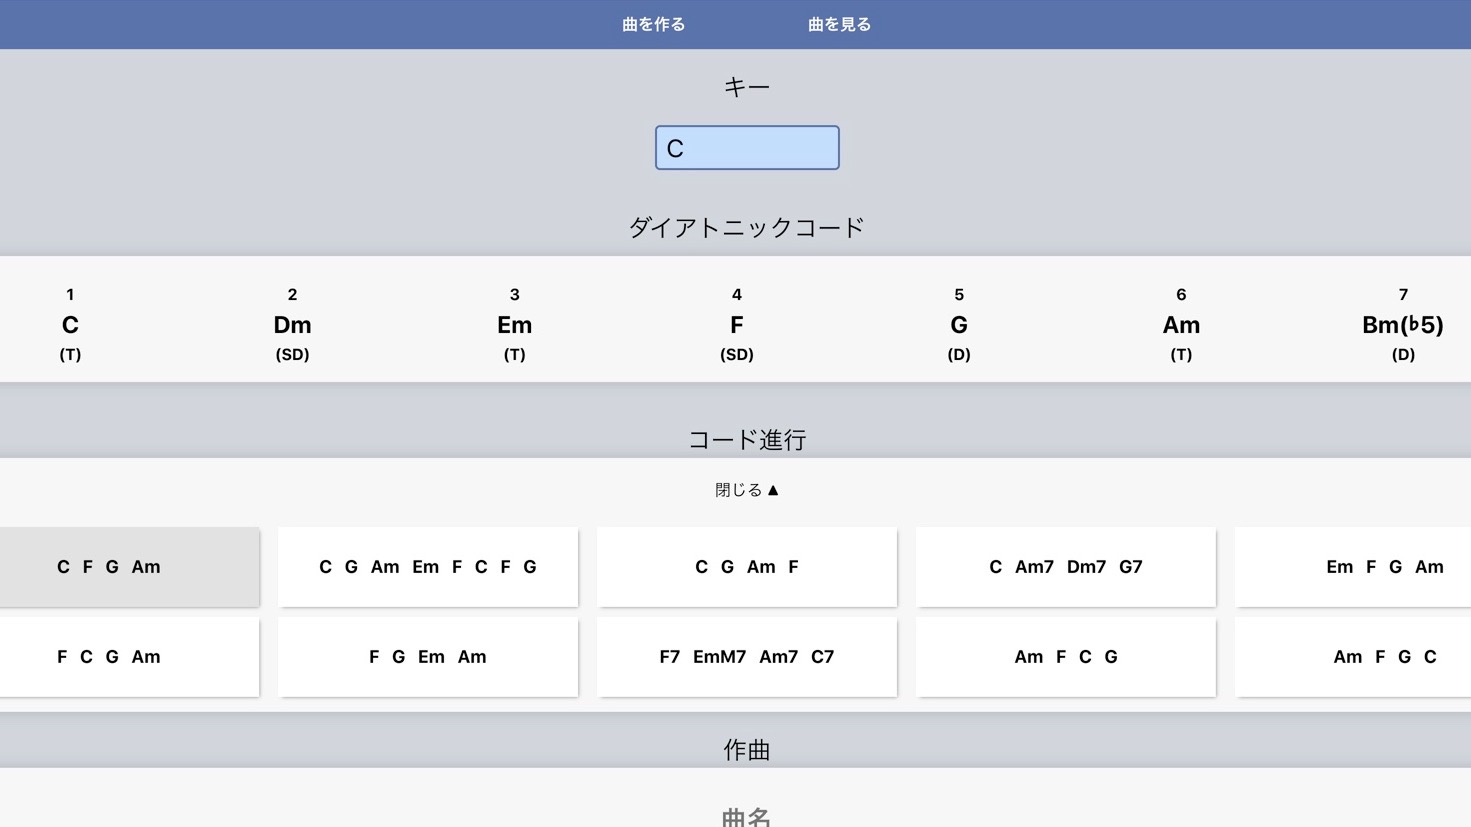 曲を作る 曲を見る
キー
C
ダイアトニックコード
1 2 3 4 5 6 7
C Dm Em F G Am Bm(♭5)
(T) (SD) (T) (SD) (D) (T) (D)
コード進行
閉じる ▲
C F G Am C G Am Em F C F G C G Am F C Am7 Dm7 G7 Em F G Am
F C G Am F G Em Am F7 EmM7 Am7 C7 Am F C G Am F G C
作曲
曲名